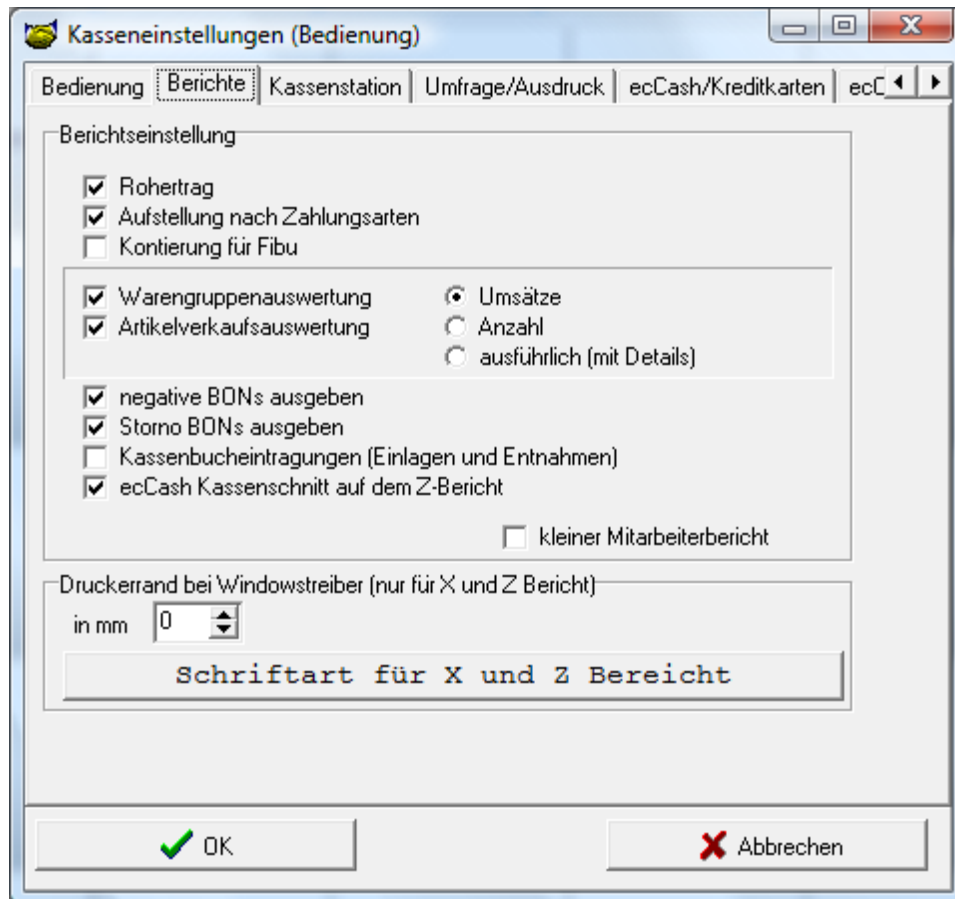 Kasseneinstellungen (Bedienung)
Bedienung Berichte Kassenstation Umfrage/Ausdruck ecCash/Kreditkarten ecC
Berichtseinstellung
Rohertrag
Aufstellung nach Zahlungsarten
Kontierung für Fibu
Warengruppenauswertung Umsätze
Artikelverkaufsauswertung Anzahl
ausführlich (mit Details)
negative BONs ausgeben
Storno BONs ausgeben
Kassenbucheintragungen (Einlagen und Entnahmen)
ecCash Kassenschnitt auf dem Z-Bericht
kleiner Mitarbeiterbericht
Druckerrand bei Windowstreiber (nur für X und Z Bericht)
in mm 0
Schriftart für X und Z Bereicht
OK Abbrechen